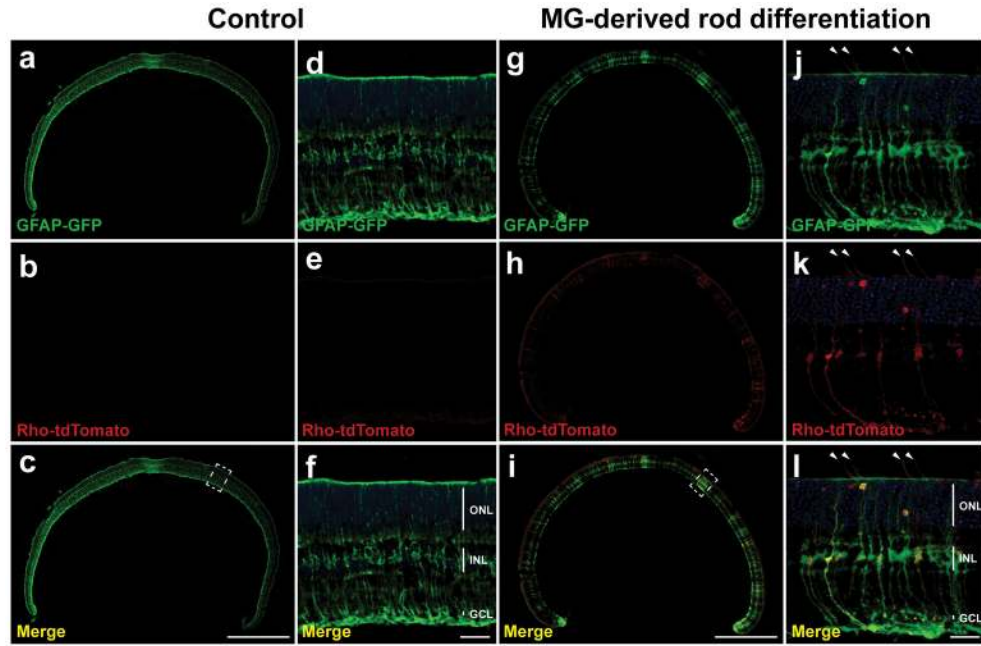 Control
MG-derived rod differentiation
a
GFAP-GFP
d
GFAP-GFP
g
GFAP-GFP
j
GFAP-GFP
b
Rho-tdTomato
e
Rho-tdTomato
h
Rho-tdTomato
k
Rho-tdTomato
c
Merge
f
Merge
ONL
INL
GCL
i
Merge
l
Merge
ONL
INL
GCL